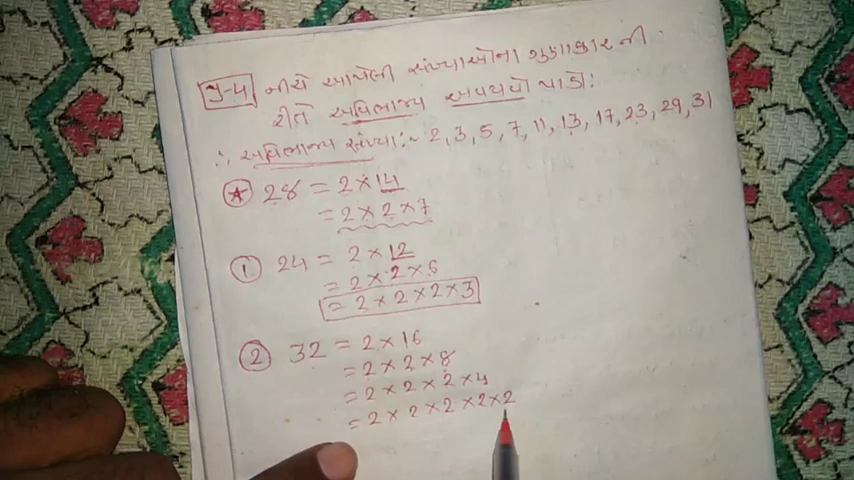 પ્ર-૪ નીચે આપેલી સંખ્યાઓના ગુણાકારની
રીતે અવિભાજ્ય અવયવો પાડો:
∴ અવિભાજ્ય સંખ્યા:- 2, 3, 5, 7, 11, 13, 17, 23, 29, 31
★ 28 = 2×14
= 2×2×7
1 24 = 2×12
= 2×2×6
= 2×2×2×3
2 32 = 2×16
= 2×2×8
= 2×2×2×4
= 2×2×2×2×2